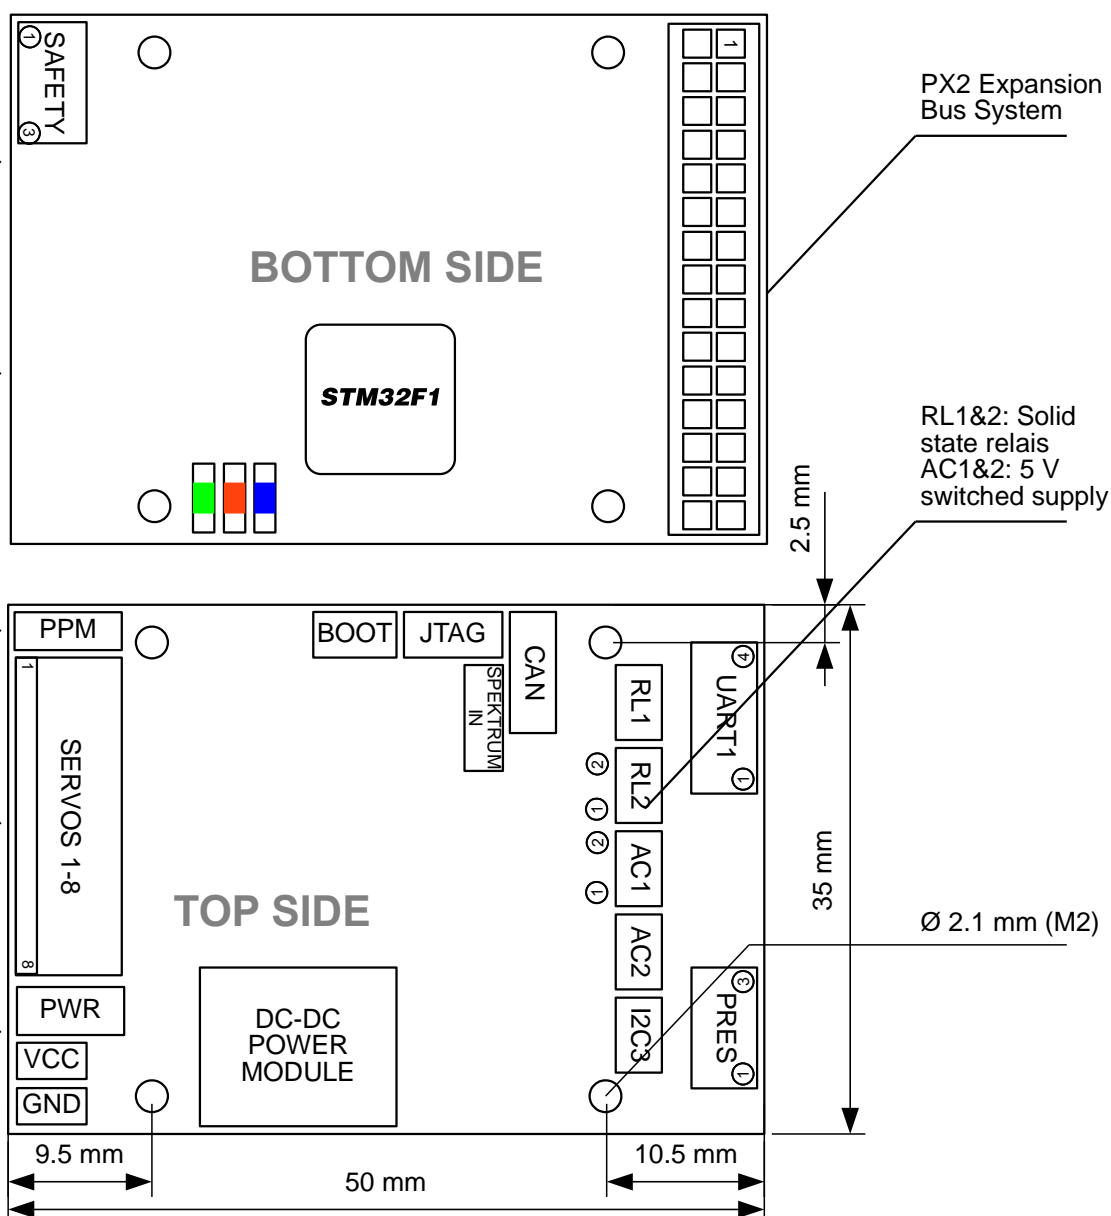 1
SAFETY
3
1
PX2 Expansion
Bus System
BOTTOM SIDE
STM32F1
RL1&2: Solid
state relais
AC1&2: 5 V
switched supply
2.5 mm
PPM
BOOT
JTAG
CAN
SPEKTRUM
IN
1
SERVOS 1-8
8
RL1
2
RL2
1
2
AC1
1
AC2
I2C3
4
UART1
1
35 mm
TOP SIDE
Ø 2.1 mm (M2)
3
PRES
1
PWR
VCC
GND
DC-DC
POWER
MODULE
9.5 mm
10.5 mm
50 mm